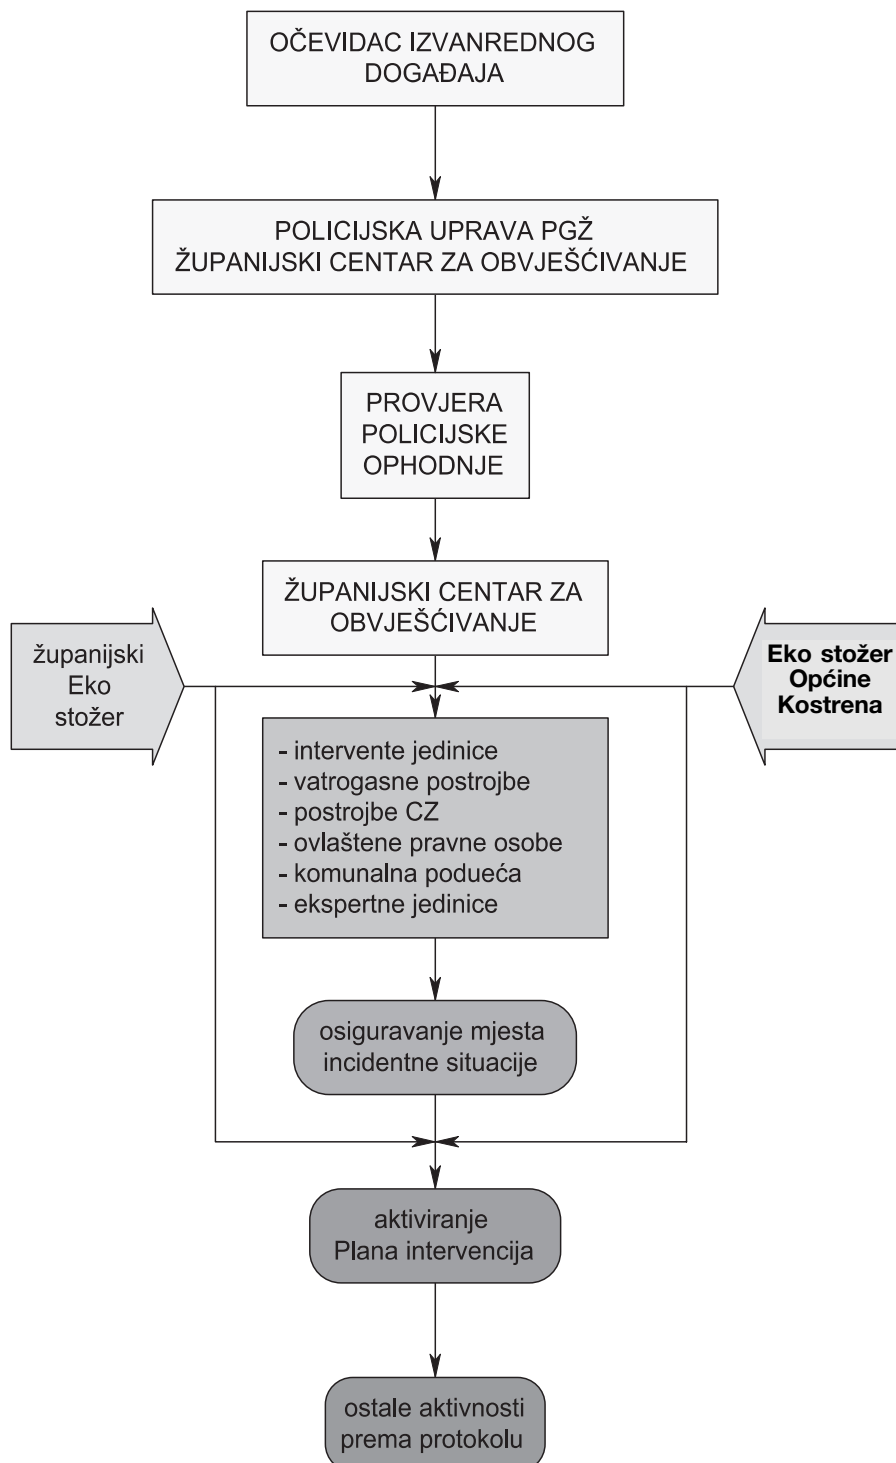 OČEVIDAC IZVANREDNOG
DOGAĐAJA
POLICIJSKA UPRAVA PGŽ
ŽUPANIJSKI CENTAR ZA OBVJEŠĆIVANJE
PROVJERA
POLICIJSKE
OPHODNJE
ŽUPANIJSKI CENTAR ZA
OBVJEŠĆIVANJE
županijski
Eko
stožer
Eko stožer
Općine
Kostrena
- intervente jedinice
- vatrogasne postrojbe
- postrojbe CZ
- ovlaštene pravne osobe
- komunalna podueća
- ekspertne jedinice
osiguravanje mjesta
incidentne situacije
aktiviranje
Plana intervencija
ostale aktivnosti
prema protokolu